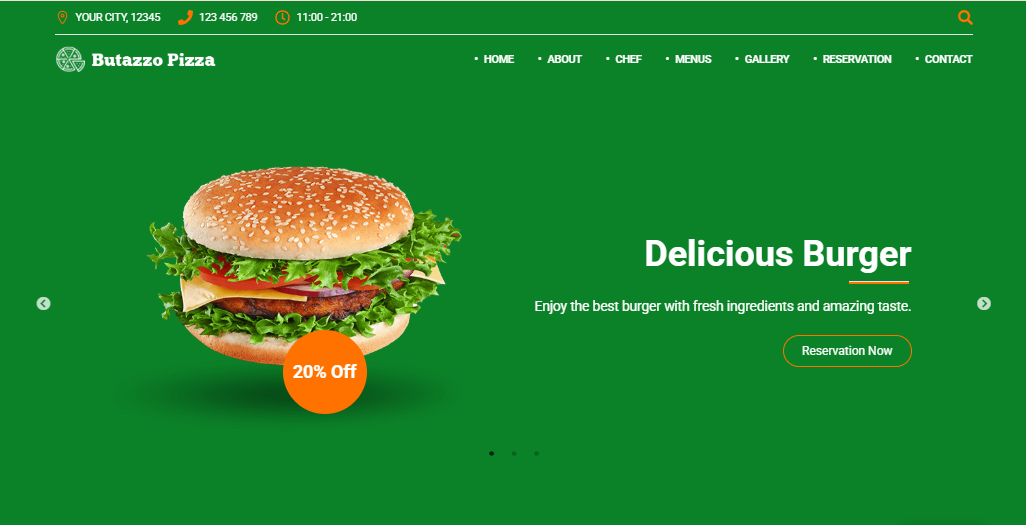 YOUR CITY, 12345 123 456 789 11:00 - 21:00
Butazzo Pizza
HOME ABOUT CHEF MENUS GALLERY RESERVATION CONTACT
Delicious Burger
Enjoy the best burger with fresh ingredients and amazing taste.
Reservation Now
20% Off